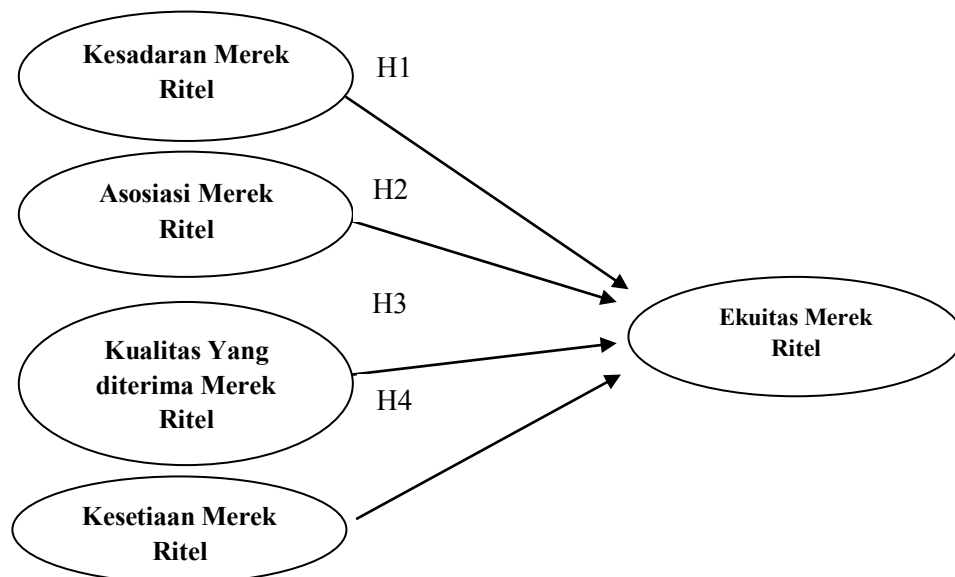 Kesadaran Merek
Ritel
H1
Asosiasi Merek
Ritel
H2
H3
Kualitas Yang
diterima Merek
Ritel
H4
Kesetiaan Merek
Ritel
Ekuitas Merek
Ritel